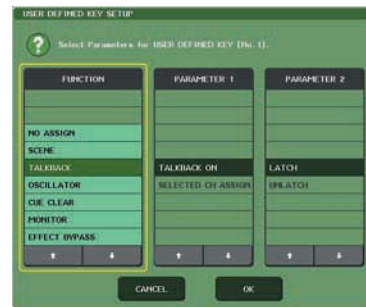 USER DEFINED KEY SETUP
Select Parameters for USER DEFINED KEY [No. 1].
FUNCTION
PARAMETER 1
PARAMETER 2
NO ASSIGN
SCENE
TALKBACK
TALKBACK ON
LATCH
OSCILLATOR
SELECTED CH ASSIGN
UNLATCH
CUE CLEAR
MONITOR
EFFECT BYPASS
CANCEL
OK